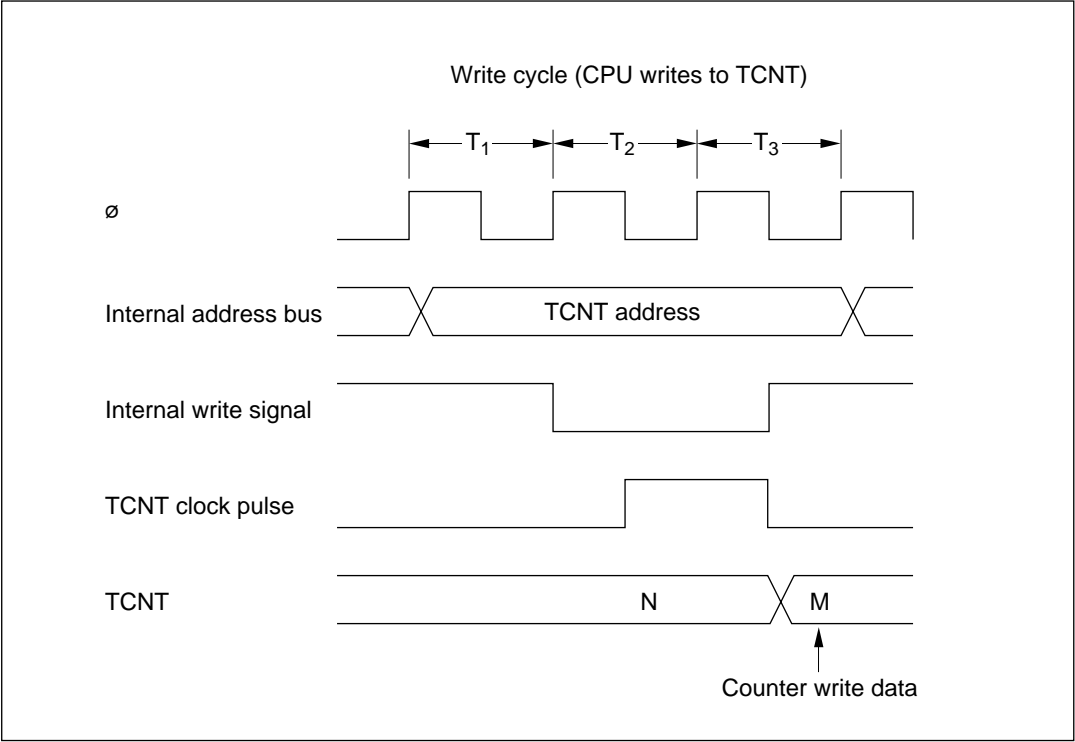 Write cycle (CPU writes to TCNT)
T1 T2 T3
ø
Internal address bus TCNT address
Internal write signal
TCNT clock pulse
TCNT N M
Counter write data